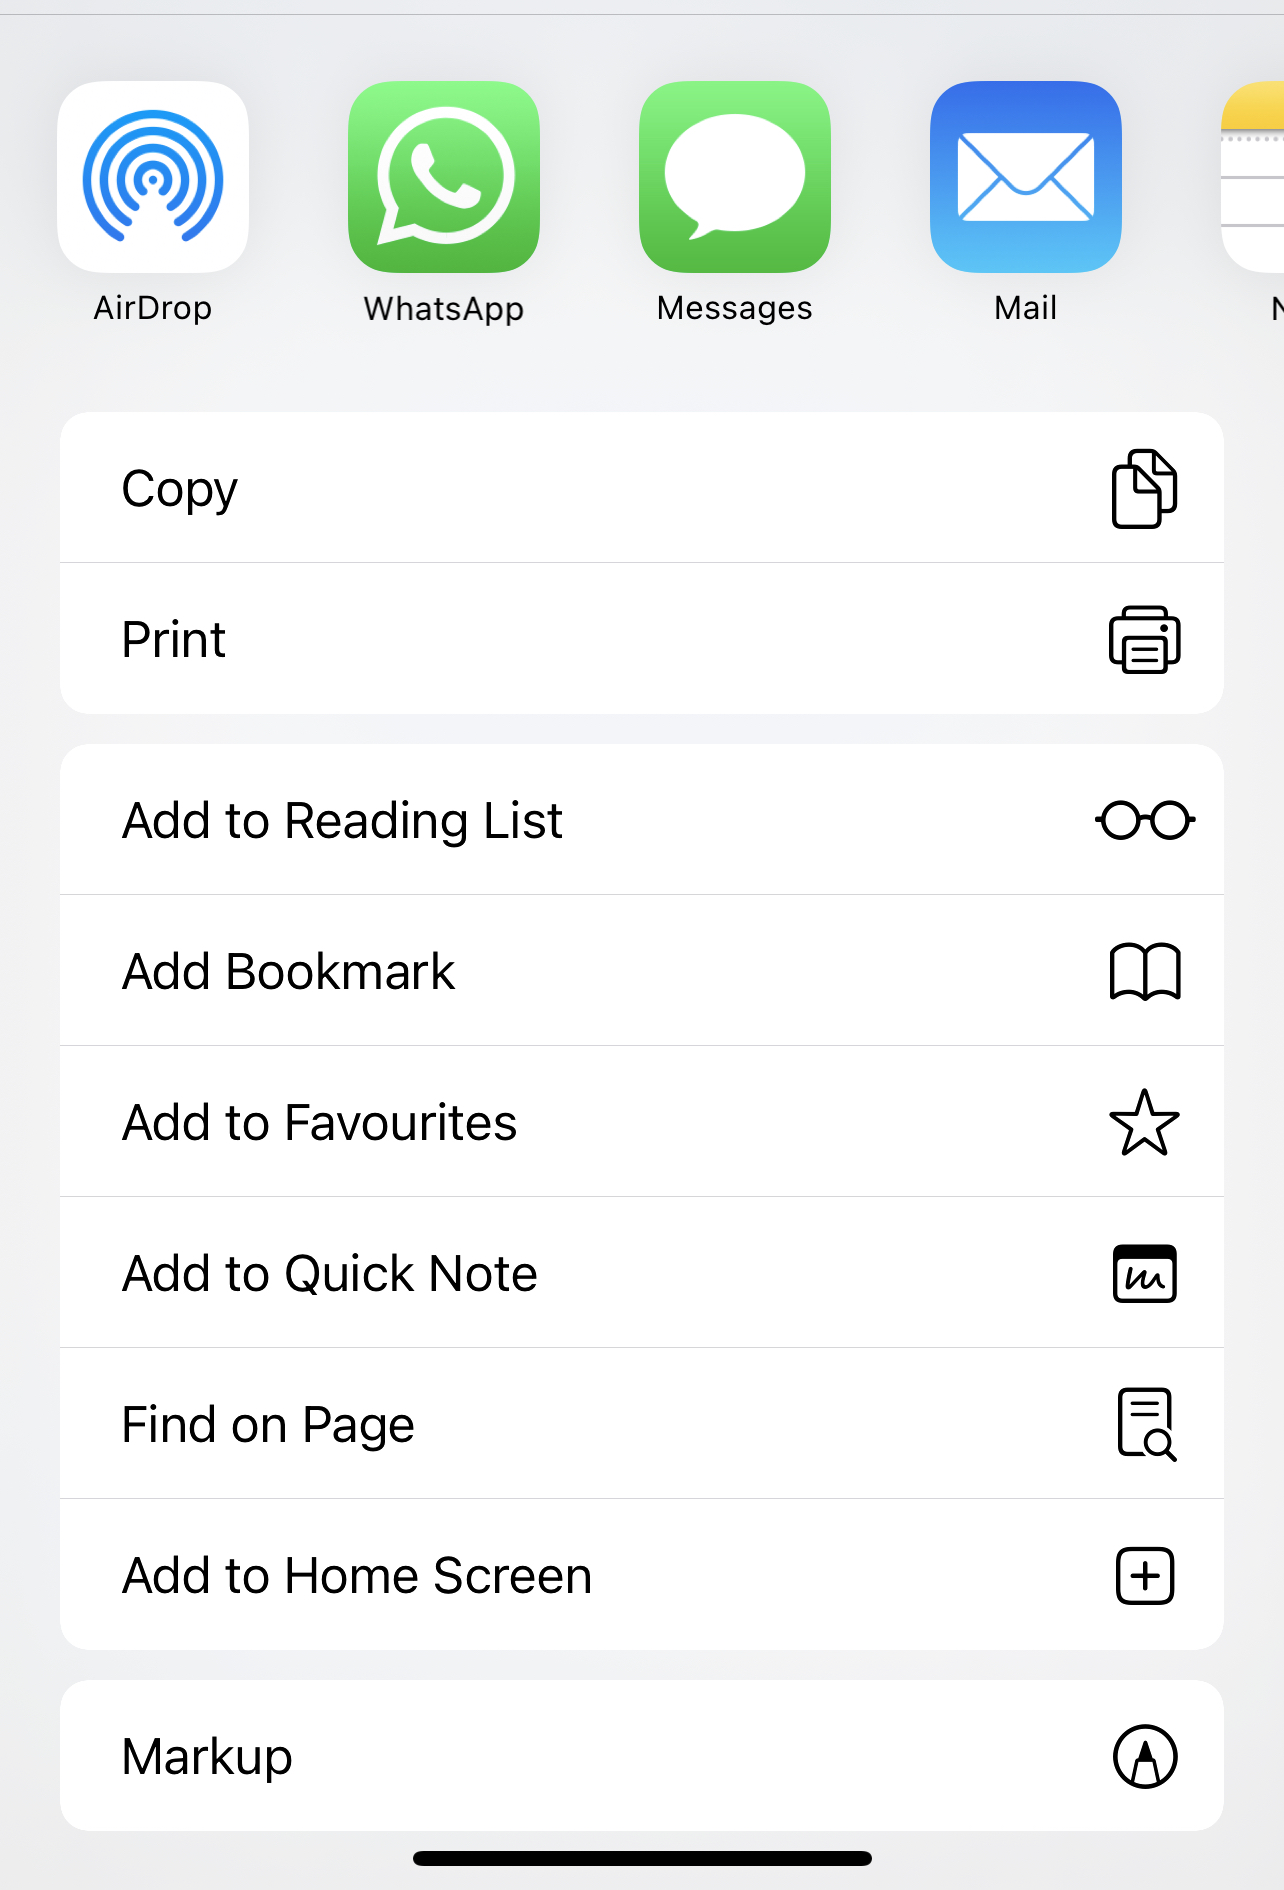 AirDrop
WhatsApp
Messages
Mail
Copy
Print
Add to Reading List
Add Bookmark
Add to Favourites
Add to Quick Note
Find on Page
Add to Home Screen
Markup